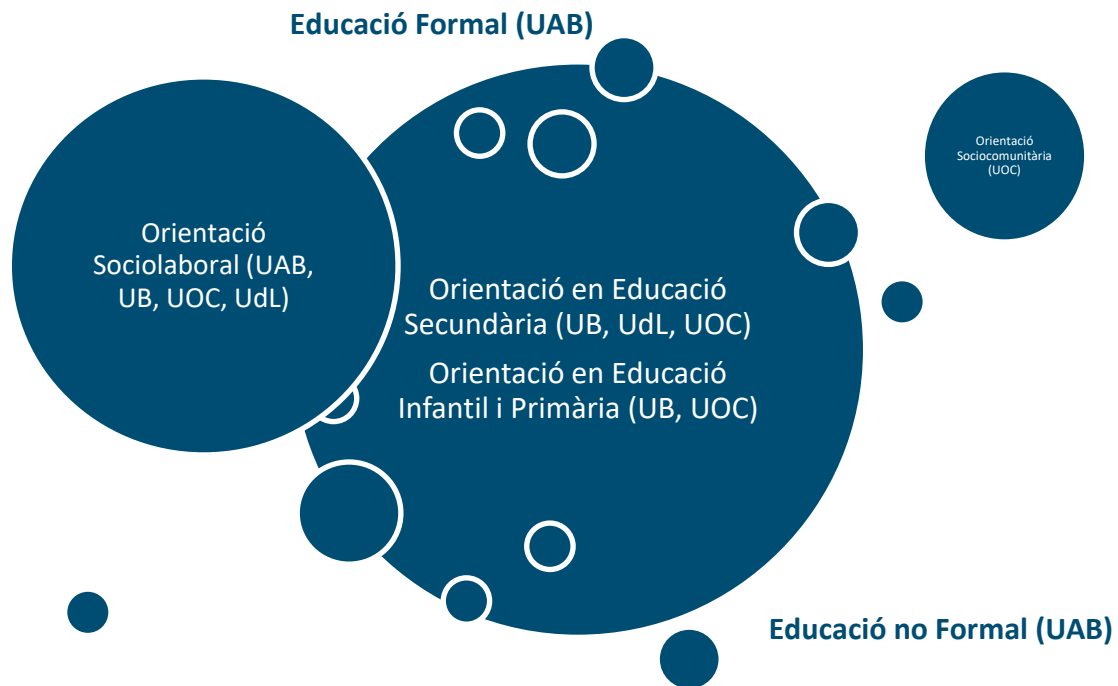 Educació Formal (UAB)
Orientació
Sociocomunitària
(UOC)
Orientació
Sociolaboral (UAB,
UB, UOC, UdL)
Orientació en Educació
Secundària (UB, UdL, UOC)
Orientació en Educació
Infantil i Primària (UB, UOC)
Educació no Formal (UAB)